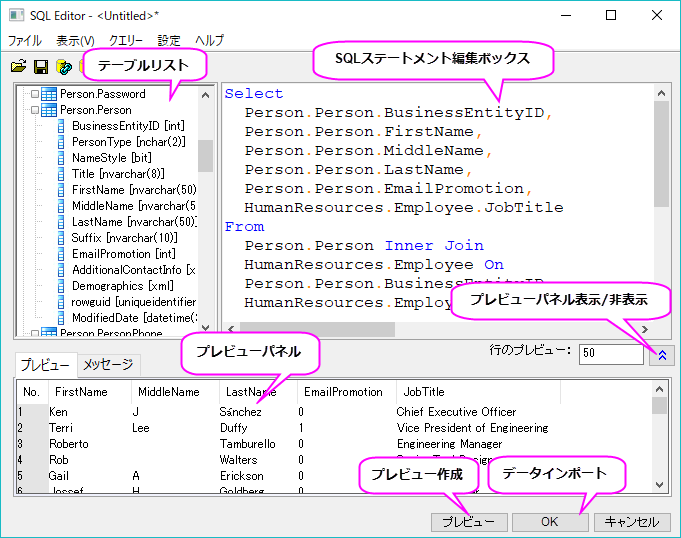 SQL Editor - <Untitled>*
ファイル 表示(V) クエリー 設定 ヘルプ
テーブルリスト
SQLステートメント編集ボックス
Person.Password
Person.Person
BusinessEntityID [int]
PersonType [nchar(2)]
NameStyle [bit]
Title [nvarchar(8)]
FirstName [nvarchar(50)
MiddleName [nvarchar(5
LastName [nvarchar(50)]
Suffix [nvarchar(10)]
EmailPromotion [int]
AdditionalContactInfo [x
Demographics [xml]
rowguid [uniqueidentifier
ModifiedDate [datetime(
Person.PersonPhone
Select
Person.Person.BusinessEntityID,
Person.Person.FirstName,
Person.Person.MiddleName,
Person.Person.LastName,
Person.Person.EmailPromotion,
HumanResources.Employee.JobTitle
From
Person.Person Inner Join
HumanResources.Employee On
Person.Person.BusinessEntityID
HumanResources.Employ
プレビューパネル表示/非表示
プレビューパネル
行のプレビュー: 50
プレビュー メッセージ
No. FirstName MiddleName LastName EmailPromotion JobTitle
1 Ken J Sánchez 0 Chief Executive Officer
2 Terri Lee Duffy 1 Vice President of Engineering
3 Roberto Tamburello 0 Engineering Manager
4 Rob Walters 0
5 Gail A Erickson 0
6 Jossef H Goldberg 0
プレビュー作成
データインポート
プレビュー OK キャンセル